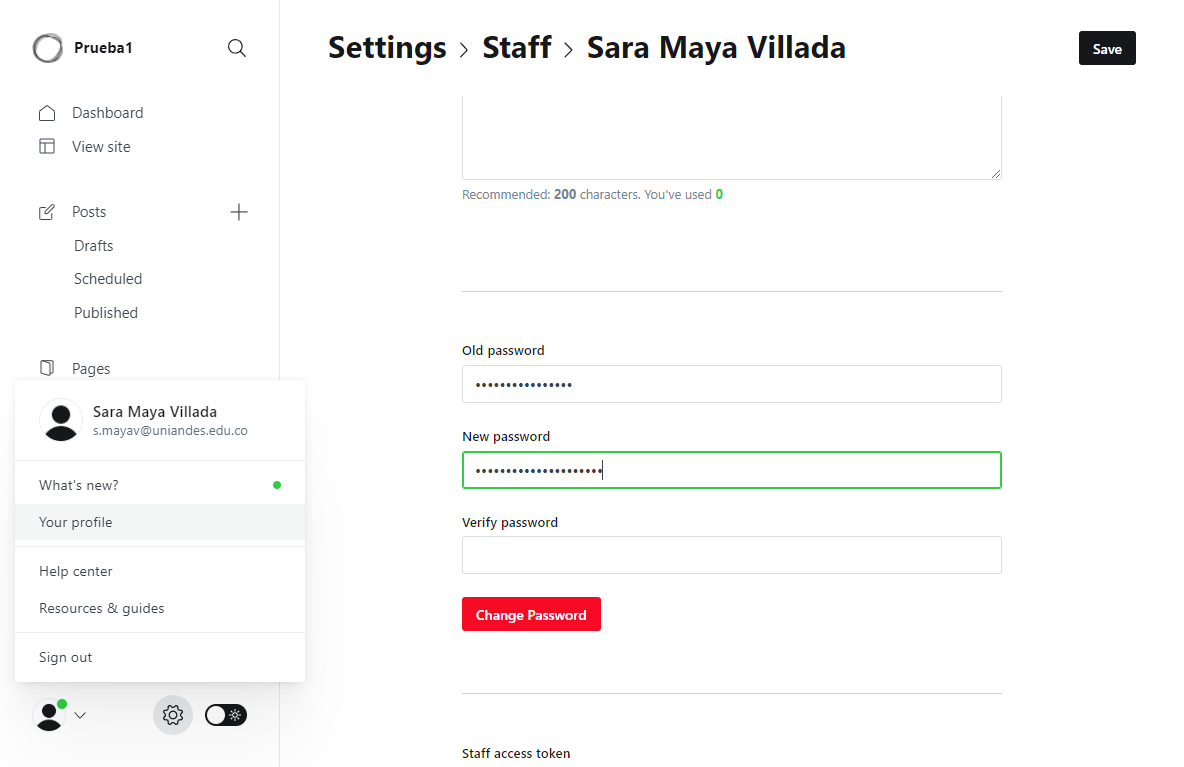 Prueba1
Dashboard
View site
Posts
Drafts
Scheduled
Published
Pages
Sara Maya Villada
s.mayav@uniandes.edu.co
What's new?
Your profile
Help center
Resources & guides
Sign out
Settings > Staff > Sara Maya Villada
Save
Recommended: 200 characters. You've used 0
Old password
••••••••••••••••
New password
•••••••••••••••••••••
Verify password
Change Password
Staff access token